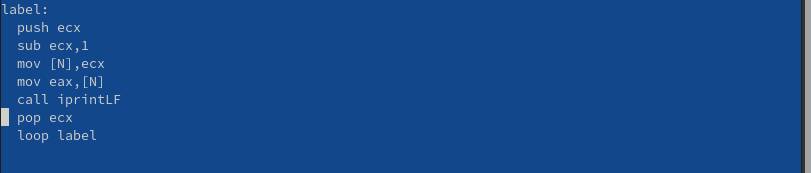 label:
  push ecx
  sub ecx,1
  mov [N],ecx
  mov eax,[N]
  call iprintLF
  pop ecx
  loop label